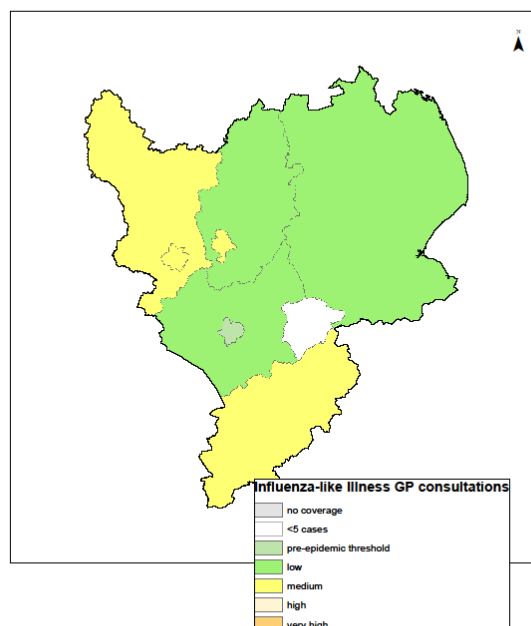 N
Influenza-like Illness GP consultations
no coverage
<5 cases
pre-epidemic threshold
low
medium
high
very high